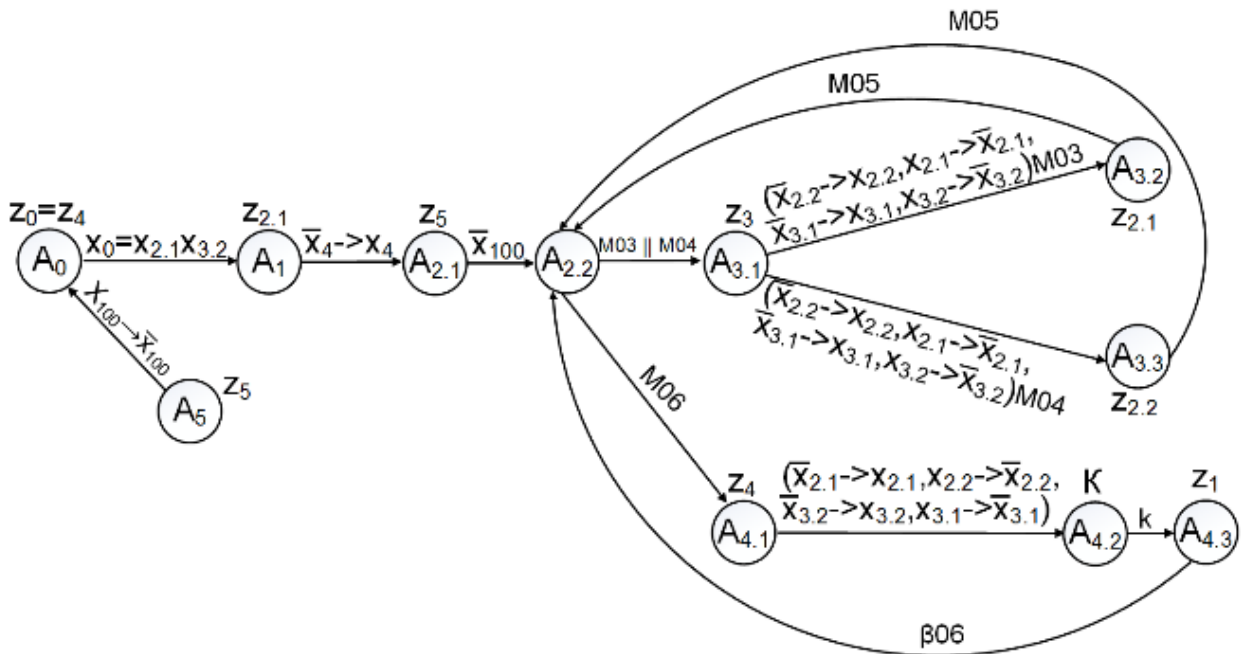 M05
M05
(x̄₂.₂->x₂.₂,x₂.₁->x̄₂.₁,
x̄₃.₁->x₃.₁,x₃.₂->x̄₃.₂)M03
A₃.₂
z₂.₁
z₀=z₄
z₂.₁
z₅
z₃
A₀
x₀=x₂.₁x₃.₂
A₁
x̄₄->x₄
A₂.₁
x̄₁₀₀
A₂.₂
M03 || M04
A₃.₁
x₁₀₀→x̄₁₀₀
(x̄₂.₂->x₂.₂,x₂.₁->x̄₂.₁,
x̄₃.₁->x₃.₁,x₃.₂->x̄₃.₂)M04
A₃.₃
z₂.₂
A₅
z₅
M06
z₄
(x̄₂.₁->x₂.₁,x₂.₂->x̄₂.₂,
x̄₃.₂->x₃.₂,x₃.₁->x̄₃.₁)
K
z₁
A₄.₁
A₄.₂
k
A₄.₃
β06